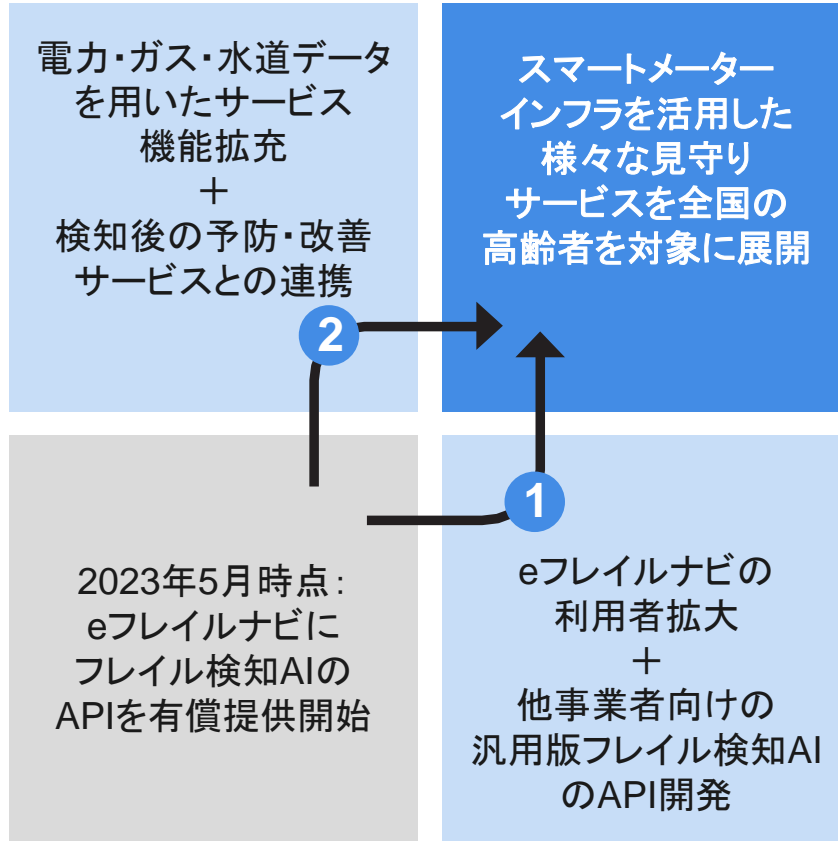 電力・ガス・水道データ
を用いたサービス
機能拡充
＋
検知後の予防・改善
サービスとの連携
スマートメーター
インフラを活用した
様々な見守り
サービスを全国の
高齢者を対象に展開
2
1
2023年5月時点：
eフレイルナビに
フレイル検知AIの
APIを有償提供開始
eフレイルナビの
利用者拡大
＋
他事業者向けの
汎用版フレイル検知AI
のAPI開発